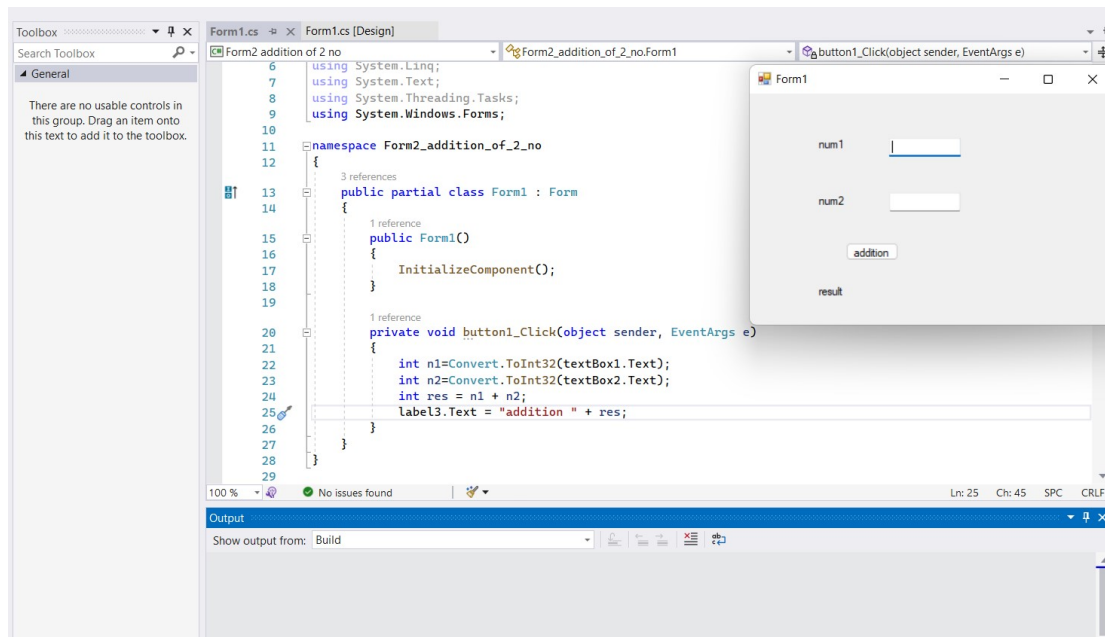 Toolbox
Form1.cs
Form1.cs [Design]
Search Toolbox
Form2 addition of 2 no
Form2_addition_of_2_no.Form1
button1_Click(object sender, EventArgs e)
General
There are no usable controls in
this group. Drag an item onto
this text to add it to the toolbox.
6 using System.Linq;
7 using System.Text;
8 using System.Threading.Tasks;
9 using System.Windows.Forms;
10
11 namespace Form2_addition_of_2_no
12 {
3 references
13 public partial class Form1 : Form
14 {
1 reference
15 public Form1()
16 {
17 InitializeComponent();
18 }
19
1 reference
20 private void button1_Click(object sender, EventArgs e)
21 {
22 int n1=Convert.ToInt32(textBox1.Text);
23 int n2=Convert.ToInt32(textBox2.Text);
24 int res = n1 + n2;
25 label3.Text = "addition " + res;
26 }
27 }
28 }
29
Form1
num1
num2
addition
result
100 %
No issues found
Ln: 25 Ch: 45 SPC CRLF
Output
Show output from: Build